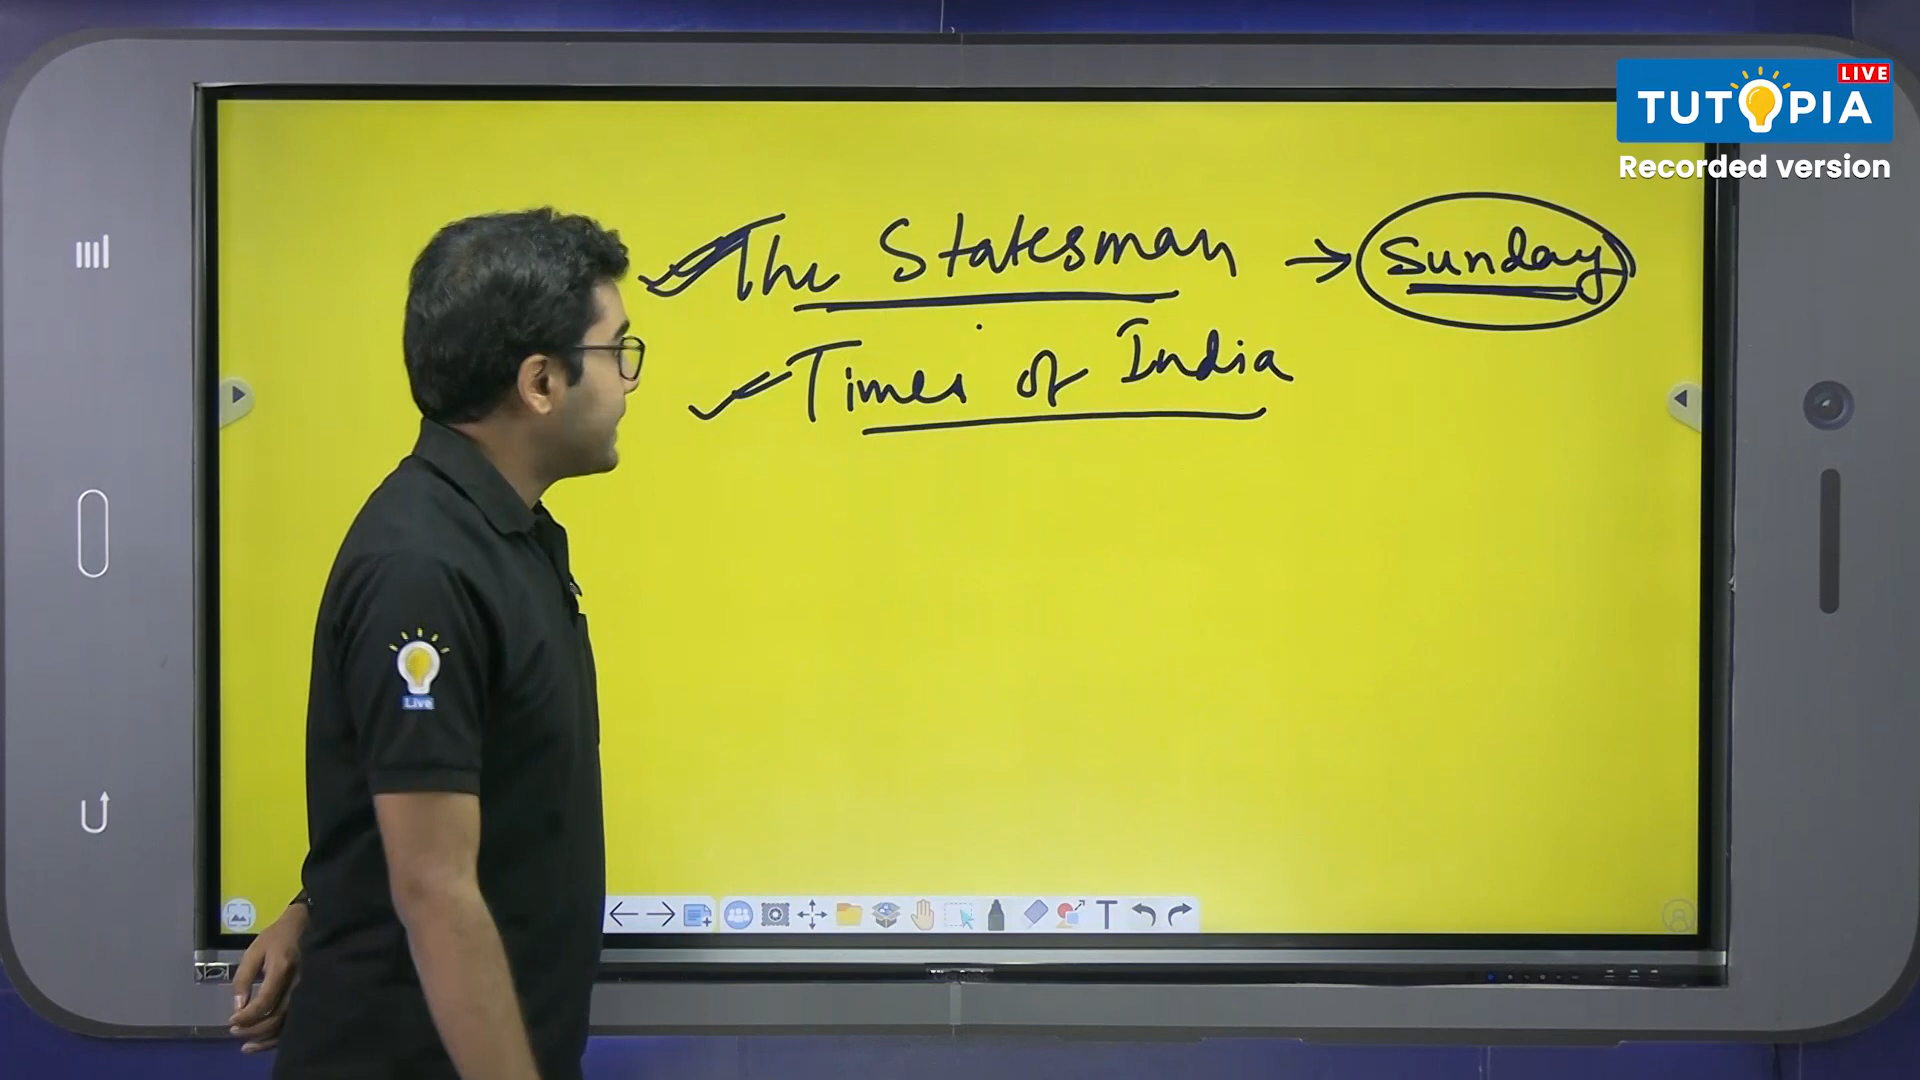 LIVE
TUTOPIA
Recorded version
The Statesman → Sunday
Times of India
Live
T